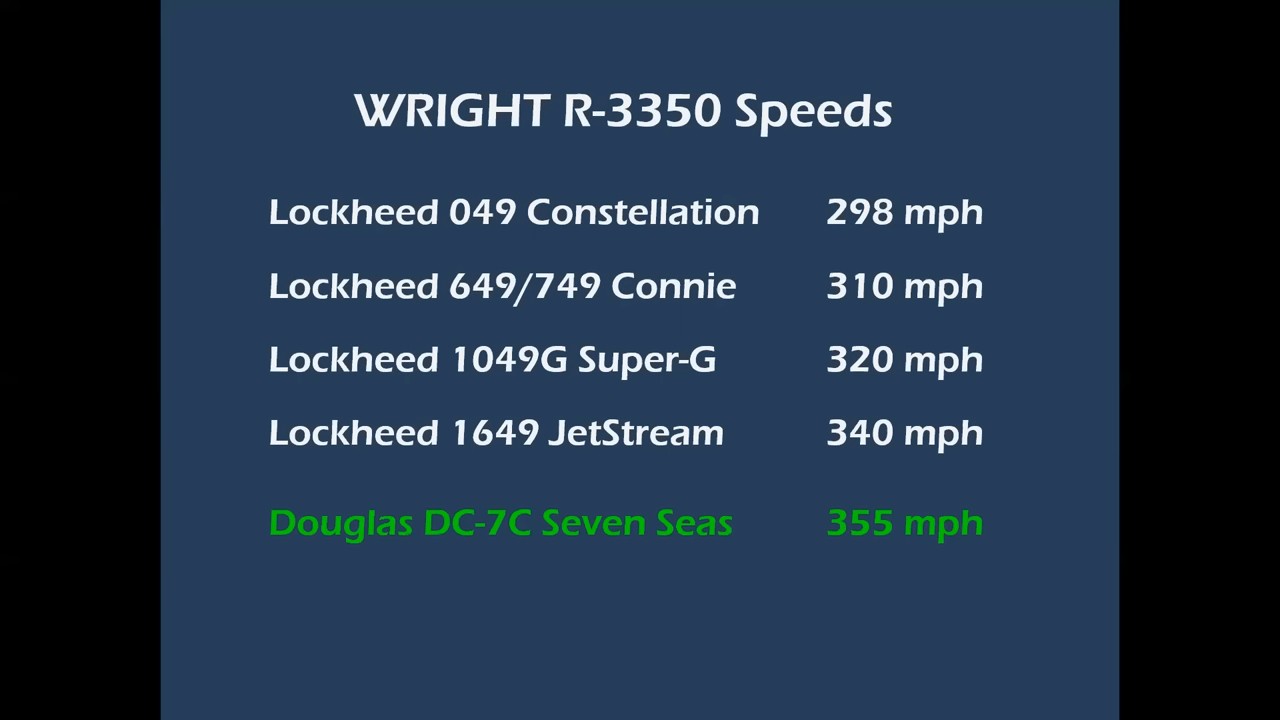 WRIGHT R-3350 Speeds
Lockheed 049 Constellation 298 mph
Lockheed 649/749 Connie 310 mph
Lockheed 1049G Super-G 320 mph
Lockheed 1649 JetStream 340 mph
Douglas DC-7C Seven Seas 355 mph